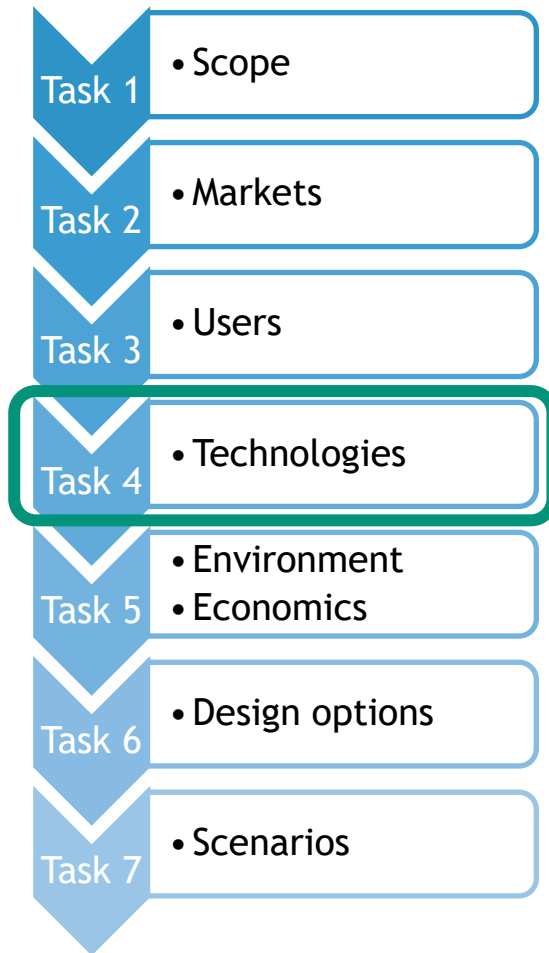 Task 1
• Scope
Task 2
• Markets
Task 3
• Users
Task 4
• Technologies
Task 5
• Environment
• Economics
Task 6
• Design options
Task 7
• Scenarios